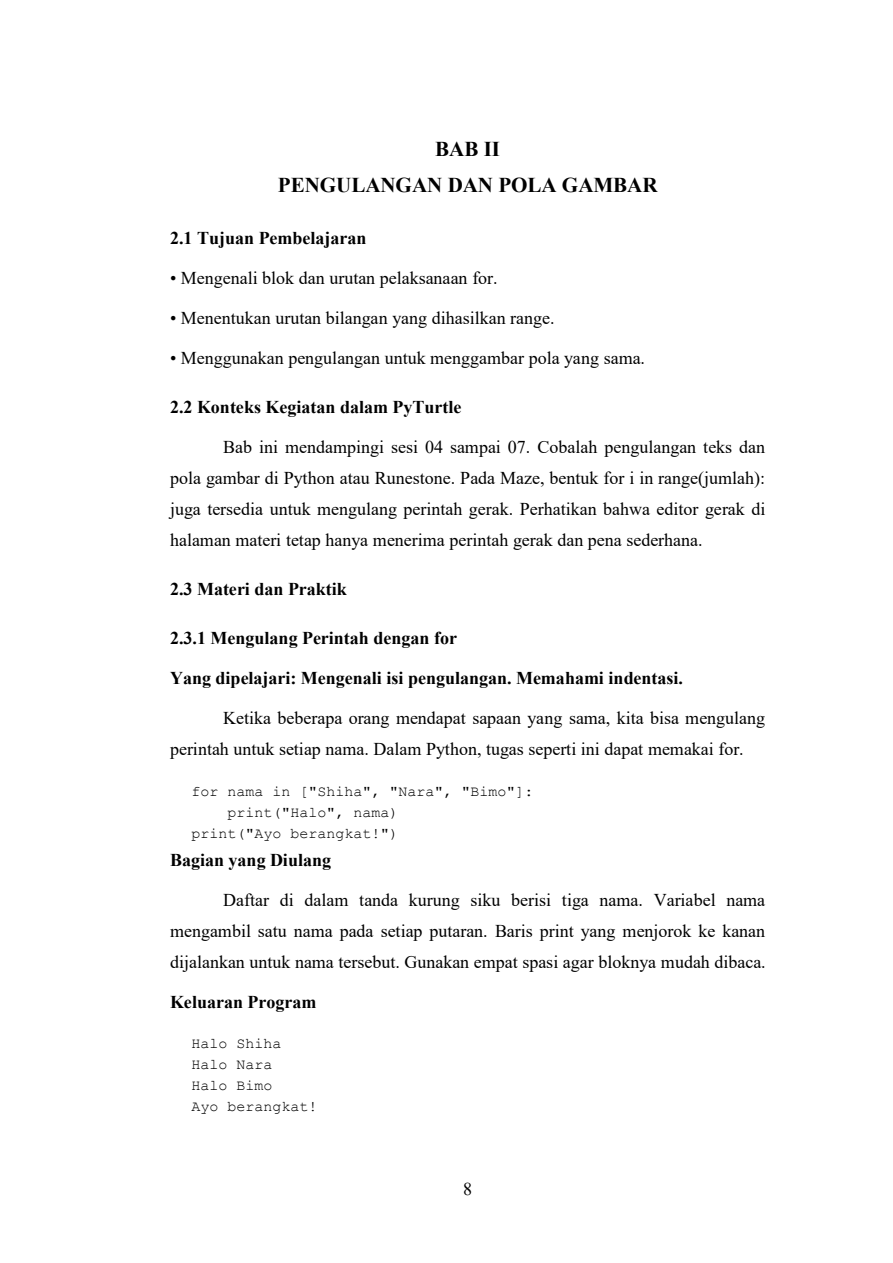 BAB II
PENGULANGAN DAN POLA GAMBAR
2.1 Tujuan Pembelajaran
• Mengenali blok dan urutan pelaksanaan for.
• Menentukan urutan bilangan yang dihasilkan range.
• Menggunakan pengulangan untuk menggambar pola yang sama.
2.2 Konteks Kegiatan dalam PyTurtle
Bab ini mendampingi sesi 04 sampai 07. Cobalah pengulangan teks dan
pola gambar di Python atau Runestone. Pada Maze, bentuk for i in range(jumlah):
juga tersedia untuk mengulang perintah gerak. Perhatikan bahwa editor gerak di
halaman materi tetap hanya menerima perintah gerak dan pena sederhana.
2.3 Materi dan Praktik
2.3.1 Mengulang Perintah dengan for
Yang dipelajari: Mengenali isi pengulangan. Memahami indentasi.
Ketika beberapa orang mendapat sapaan yang sama, kita bisa mengulang
perintah untuk setiap nama. Dalam Python, tugas seperti ini dapat memakai for.
for nama in ["Shiha", "Nara", "Bimo"]:
    print("Halo", nama)
print("Ayo berangkat!")
Bagian yang Diulang
Daftar di dalam tanda kurung siku berisi tiga nama. Variabel nama
mengambil satu nama pada setiap putaran. Baris print yang menjorok ke kanan
dijalankan untuk nama tersebut. Gunakan empat spasi agar bloknya mudah dibaca.
Keluaran Program
Halo Shiha
Halo Nara
Halo Bimo
Ayo berangkat!
8